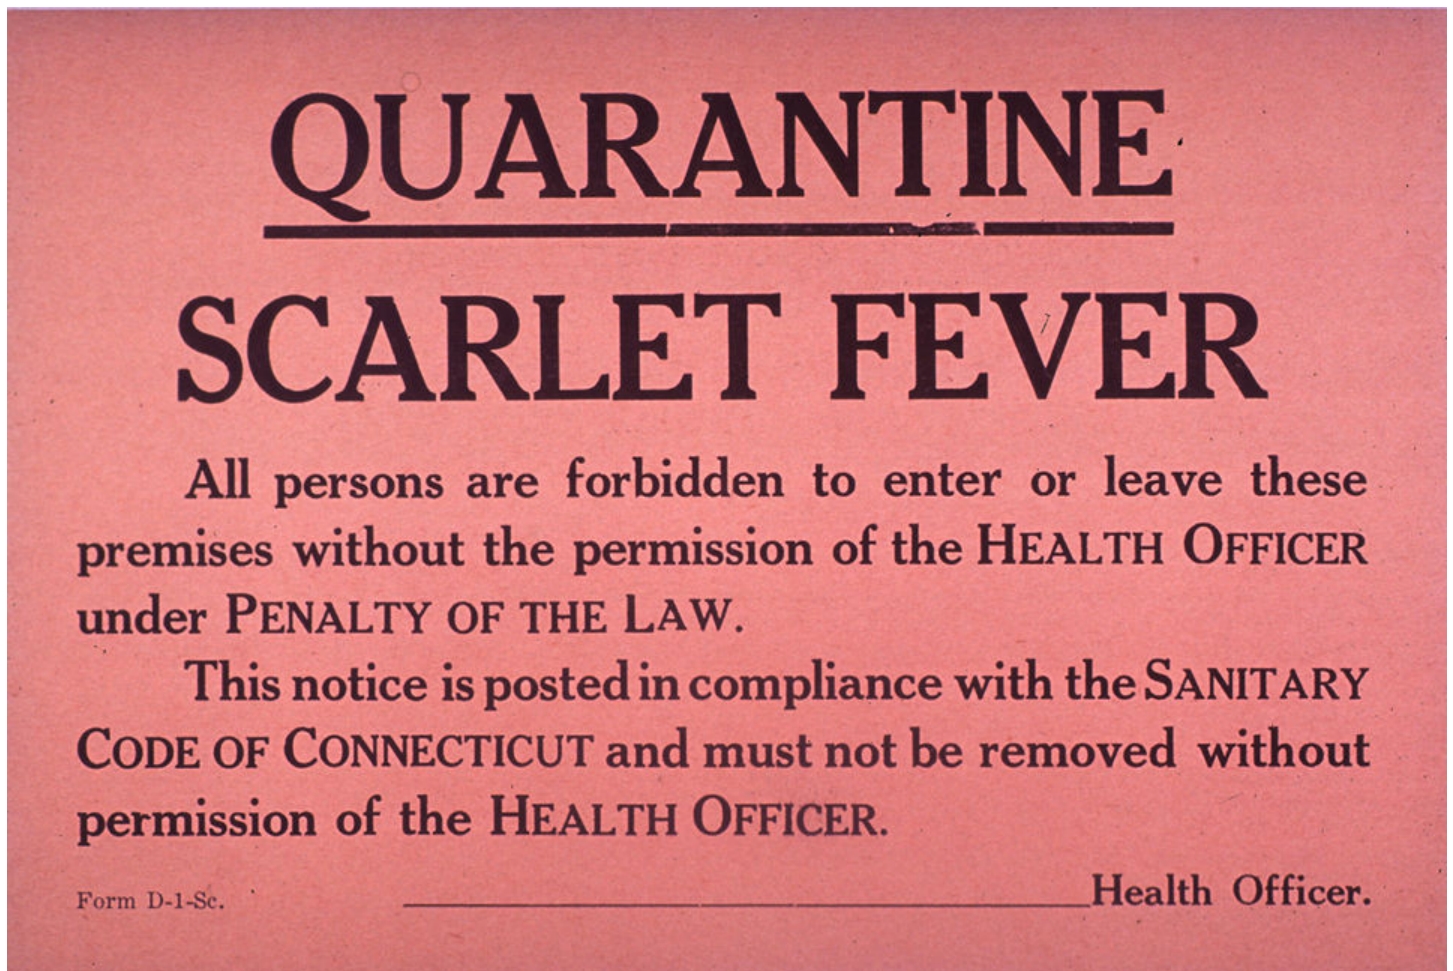 QUARANTINE
SCARLET FEVER
All persons are forbidden to enter or leave these
premises without the permission of the HEALTH OFFICER
under PENALTY OF THE LAW.
This notice is posted in compliance with the SANITARY
CODE OF CONNECTICUT and must not be removed without
permission of the HEALTH OFFICER.
Form D-1-Sc. Health Officer.